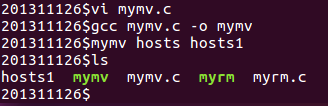 201311126$vi mymv.c
201311126$gcc mymv.c -o mymv
201311126$mymv hosts hosts1
201311126$ls
hosts1 mymv mymv.c myrm myrm.c
201311126$